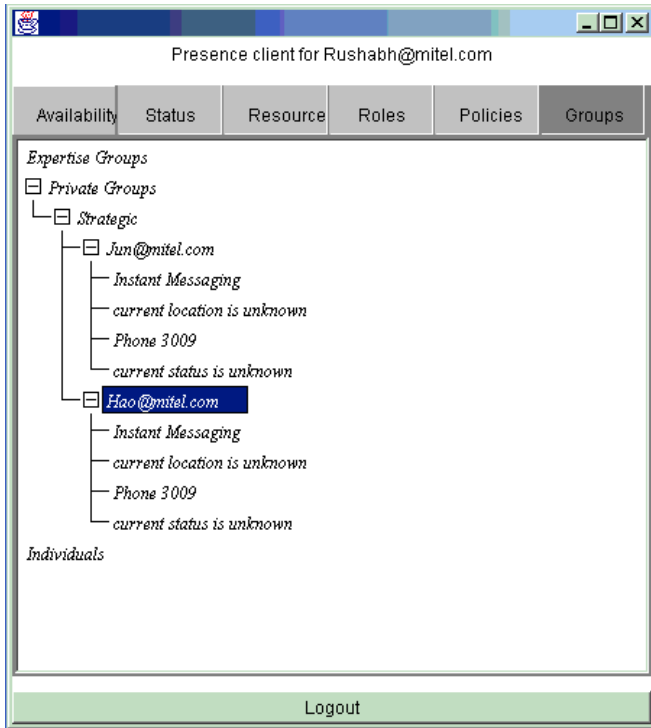 Presence client for Rushabh@mitel.com
Availability Status Resource Roles Policies Groups
Expertise Groups
Private Groups
Strategic
Jun@mitel.com
Instant Messaging
current location is unknown
Phone 3009
current status is unknown
Hao@mitel.com
Instant Messaging
current location is unknown
Phone 3009
current status is unknown
Individuals
Logout